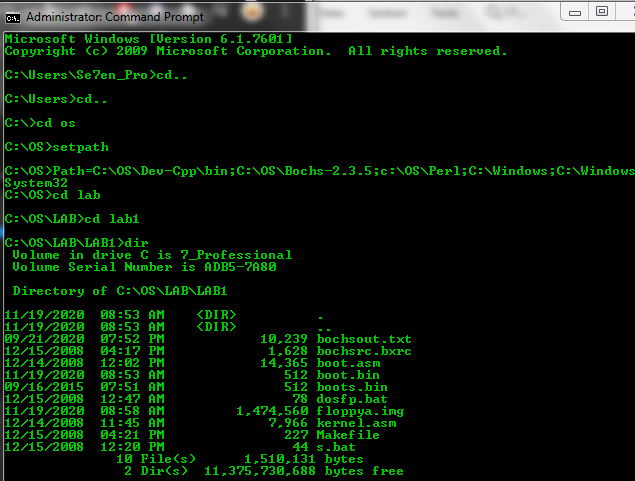 Administrator: Command Prompt
Microsoft Windows [Version 6.1.7601]
Copyright (c) 2009 Microsoft Corporation.  All rights reserved.
C:\Users\Se7en_Pro>cd..
C:\Users>cd..
C:\>cd os
C:\OS>setpath
C:\OS>Path=C:\OS\Dev-Cpp\bin;C:\OS\Bochs-2.3.5;c:\OS\Perl;C:\Windows;C:\Windows
System32
C:\OS>cd lab
C:\OS\LAB>cd lab1
C:\OS\LAB\LAB1>dir
 Volume in drive C is 7_Professional
 Volume Serial Number is ADB5-7A80
 Directory of C:\OS\LAB\LAB1
11/19/2020  08:53 AM    <DIR>          .
11/19/2020  08:53 AM    <DIR>          ..
09/21/2020  07:52 PM            10,239 bochsout.txt
12/15/2008  04:17 PM             1,628 bochsrc.bxrc
12/14/2008  12:02 PM            14,365 boot.asm
11/19/2020  08:53 AM               512 boot.bin
09/16/2015  07:51 AM               512 boots.bin
12/15/2008  12:47 AM                78 dosfp.bat
11/19/2020  08:58 AM         1,474,560 floppya.img
12/14/2008  11:45 AM             7,966 kernel.asm
12/15/2008  04:21 PM               227 Makefile
12/15/2008  12:20 PM                44 s.bat
              10 File(s)      1,510,131 bytes
               2 Dir(s)  11,375,730,688 bytes free